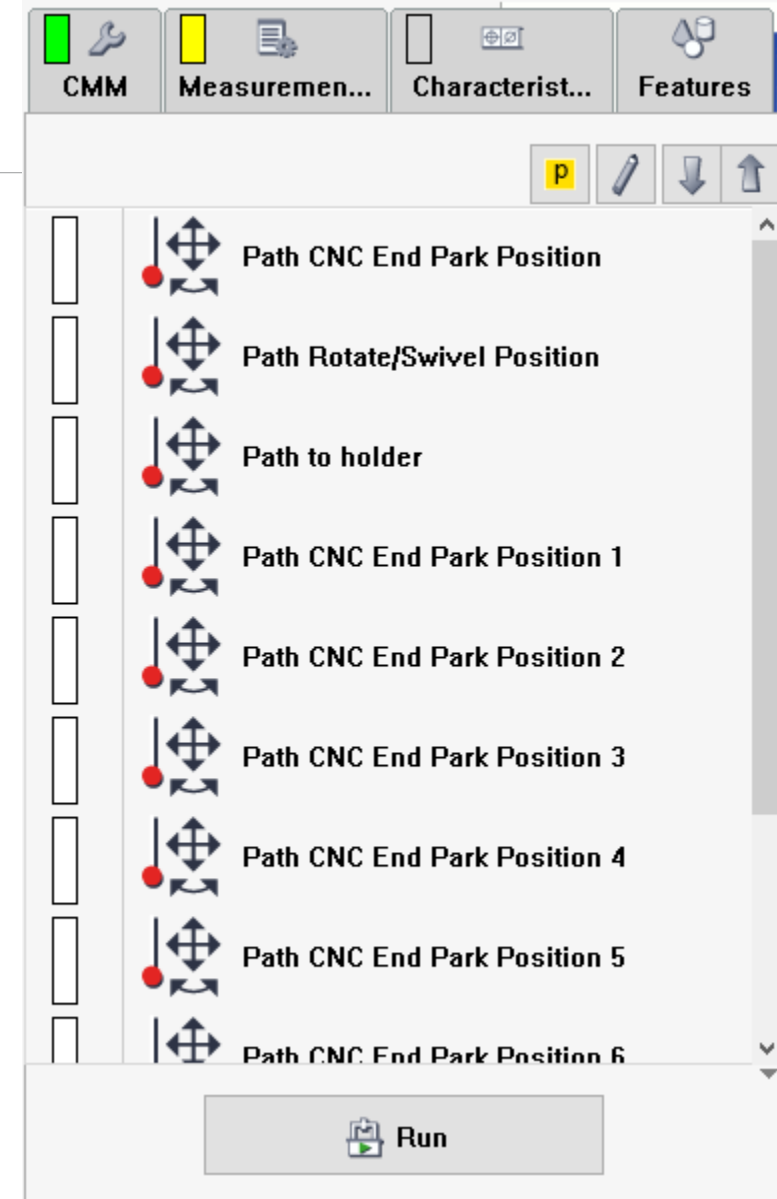 CMM
Measuremen...
Characterist...
Features
P
Path CNC End Park Position
Path Rotate/Swivel Position
Path to holder
Path CNC End Park Position 1
Path CNC End Park Position 2
Path CNC End Park Position 3
Path CNC End Park Position 4
Path CNC End Park Position 5
Path CNC End Park Position 6
Run